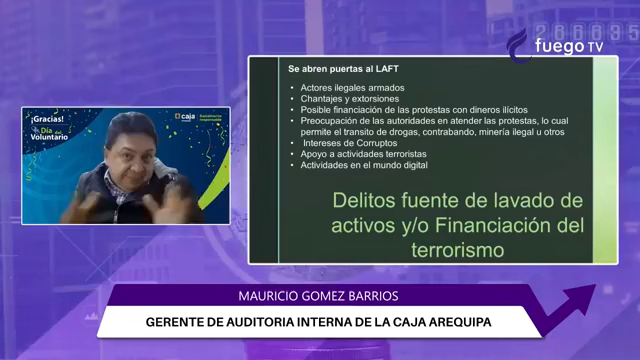 fuego TV
¡Gracias!
Día del
Voluntario
caja
Se abren puertas al LAFT
• Actores ilegales armados
• Chantajes y extorsiones
• Posible financiación de las protestas con dineros ilícitos
• Preocupación de las autoridades en atender las protestas, lo cual
permite el transito de drogas, contrabando, minería ilegal u otros
• Intereses de Corruptos
• Apoyo a actividades terroristas
• Actividades en el mundo digital
Delitos fuente de lavado de
activos y/o Financiación del
terrorismo
MAURICIO GOMEZ BARRIOS
GERENTE DE AUDITORIA INTERNA DE LA CAJA AREQUIPA